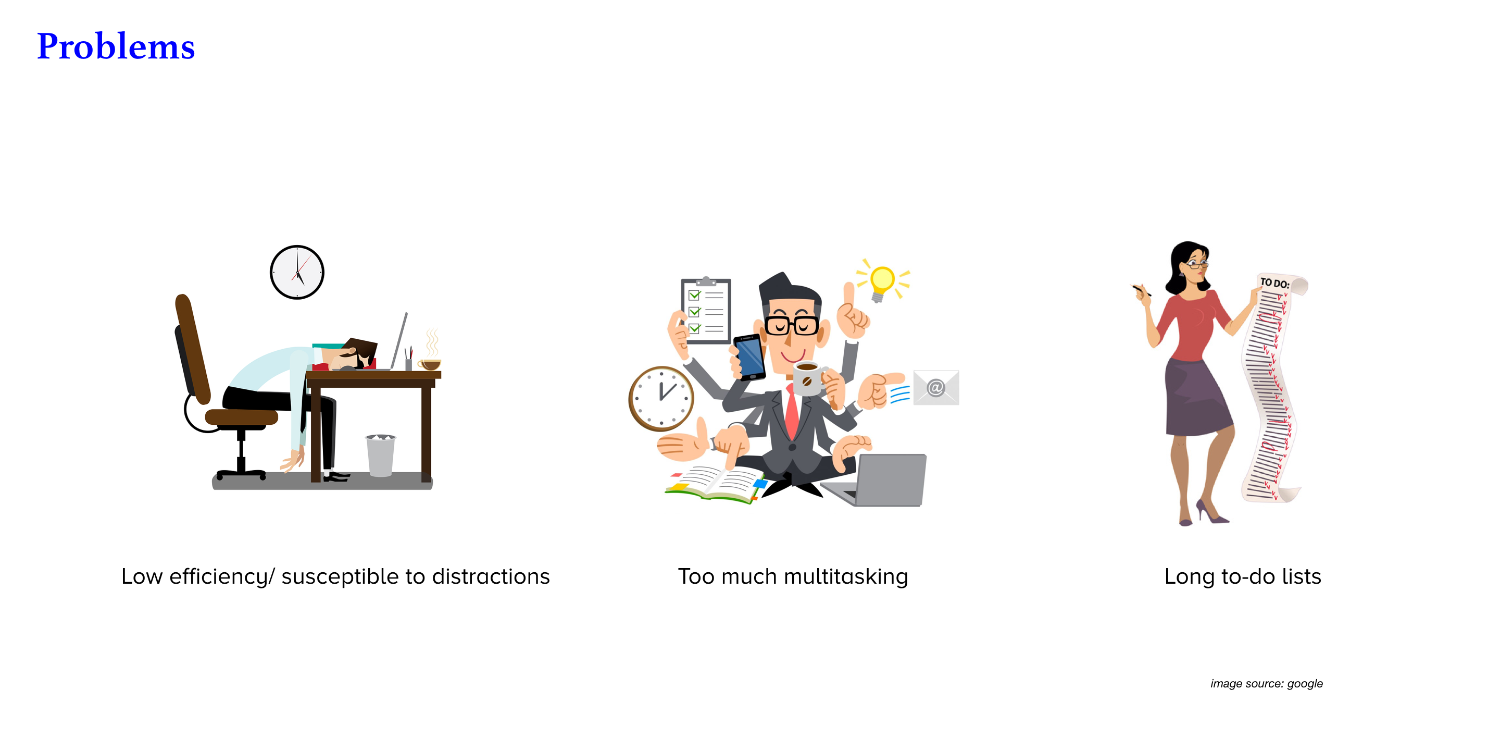 Problems
TO DO:
@
Low efficiency/ susceptible to distractions
Too much multitasking
Long to-do lists
image source: google